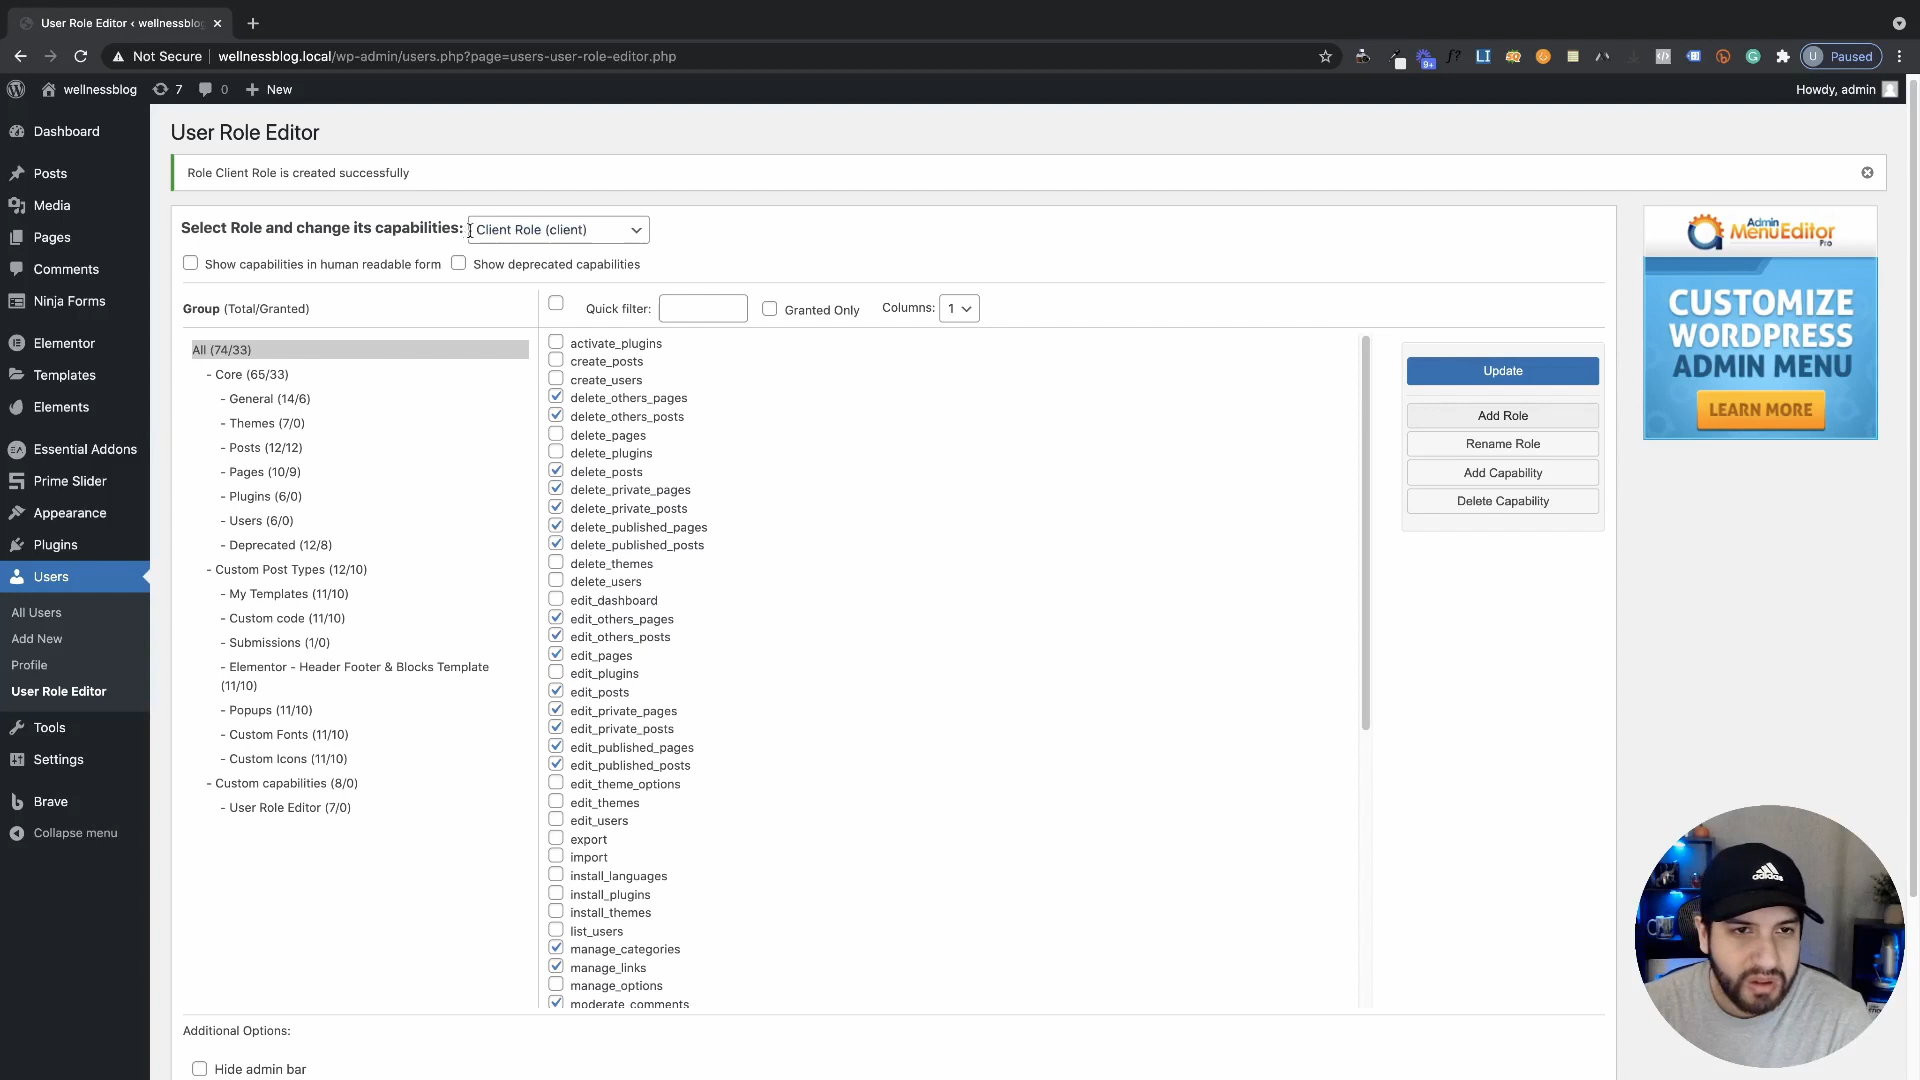 User Role Editor ‹ wellnessblog
Not Secure
wellnessblog.local/wp-admin/users.php?page=users-user-role-editor.php
9+
f?
LI
U
Paused
wellnessblog
7
0
New
Howdy, admin
Dashboard
Posts
Media
Pages
Comments
Ninja Forms
Elementor
Templates
Elements
Essential Addons
Prime Slider
Appearance
Plugins
Users
All Users
Add New
Profile
User Role Editor
Tools
Settings
Brave
Collapse menu
User Role Editor
Role Client Role is created successfully
Select Role and change its capabilities:
Client Role (client)
Show capabilities in human readable form
Show deprecated capabilities
Group (Total/Granted)
Quick filter:
Granted Only
Columns:
1
All (74/33)
- Core (65/33)
- General (14/6)
- Themes (7/0)
- Posts (12/12)
- Pages (10/9)
- Plugins (6/0)
- Users (6/0)
- Deprecated (12/8)
- Custom Post Types (12/10)
- My Templates (11/10)
- Custom code (11/10)
- Submissions (1/0)
- Elementor - Header Footer & Blocks Template
(11/10)
- Popups (11/10)
- Custom Fonts (11/10)
- Custom Icons (11/10)
- Custom capabilities (8/0)
- User Role Editor (7/0)
activate_plugins
create_posts
create_users
delete_others_pages
delete_others_posts
delete_pages
delete_plugins
delete_posts
delete_private_pages
delete_private_posts
delete_published_pages
delete_published_posts
delete_themes
delete_users
edit_dashboard
edit_others_pages
edit_others_posts
edit_pages
edit_plugins
edit_posts
edit_private_pages
edit_private_posts
edit_published_pages
edit_published_posts
edit_theme_options
edit_themes
edit_users
export
import
install_languages
install_plugins
install_themes
list_users
manage_categories
manage_links
manage_options
moderate_comments
Update
Add Role
Rename Role
Add Capability
Delete Capability
Admin
MenuEditor
Pro
CUSTOMIZE
WORDPRESS
ADMIN MENU
LEARN MORE
Additional Options:
Hide admin bar
adidas